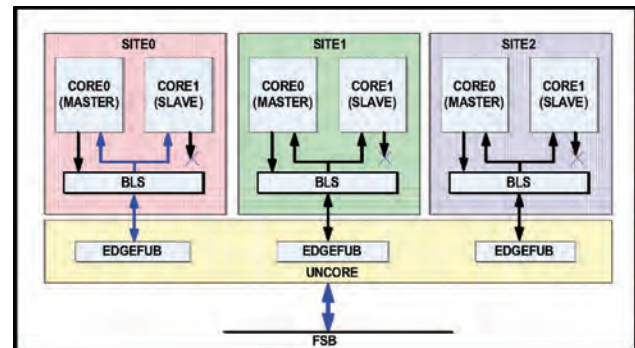 SITE0 SITE1 SITE2
CORE0 CORE1 CORE0 CORE1 CORE0 CORE1
(MASTER) (SLAVE) (MASTER) (SLAVE) (MASTER) (SLAVE)
BLS BLS BLS
EDGEFUB EDGEFUB EDGEFUB
UNCORE
FSB